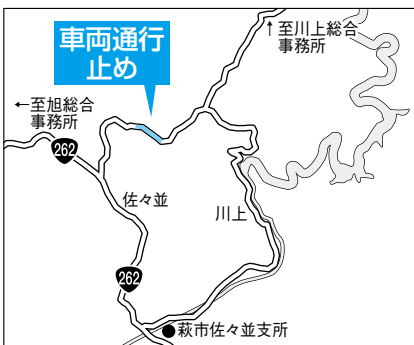 車両通行
止め
↑至川上総合
事務所
←至旭総合
事務所
262
佐々並
川上
262
●萩市佐々並支所